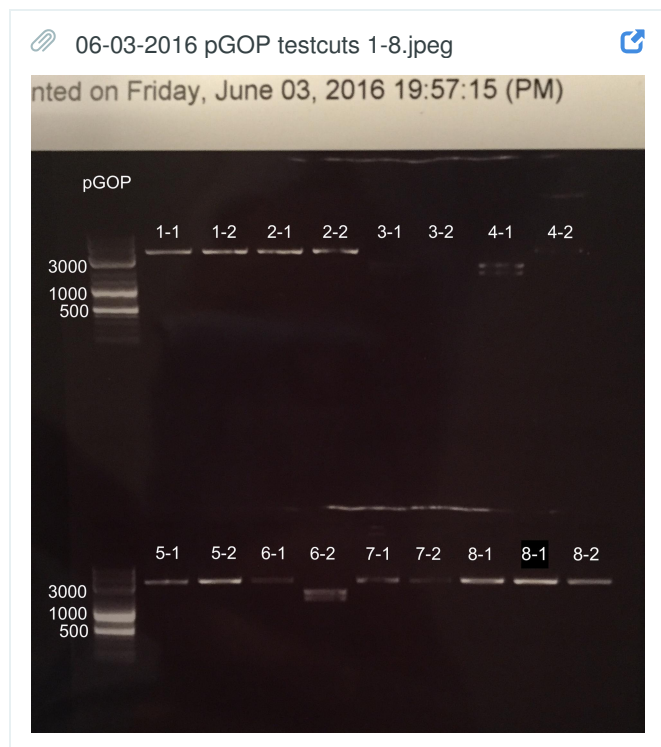 06-03-2016 pGOP testcuts 1-8.jpeg
nted on Friday, June 03, 2016 19:57:15 (PM)
pGOP
1-1 1-2 2-1 2-2 3-1 3-2 4-1 4-2
3000
1000
500
5-1 5-2 6-1 6-2 7-1 7-2 8-1 8-1 8-2
3000
1000
500